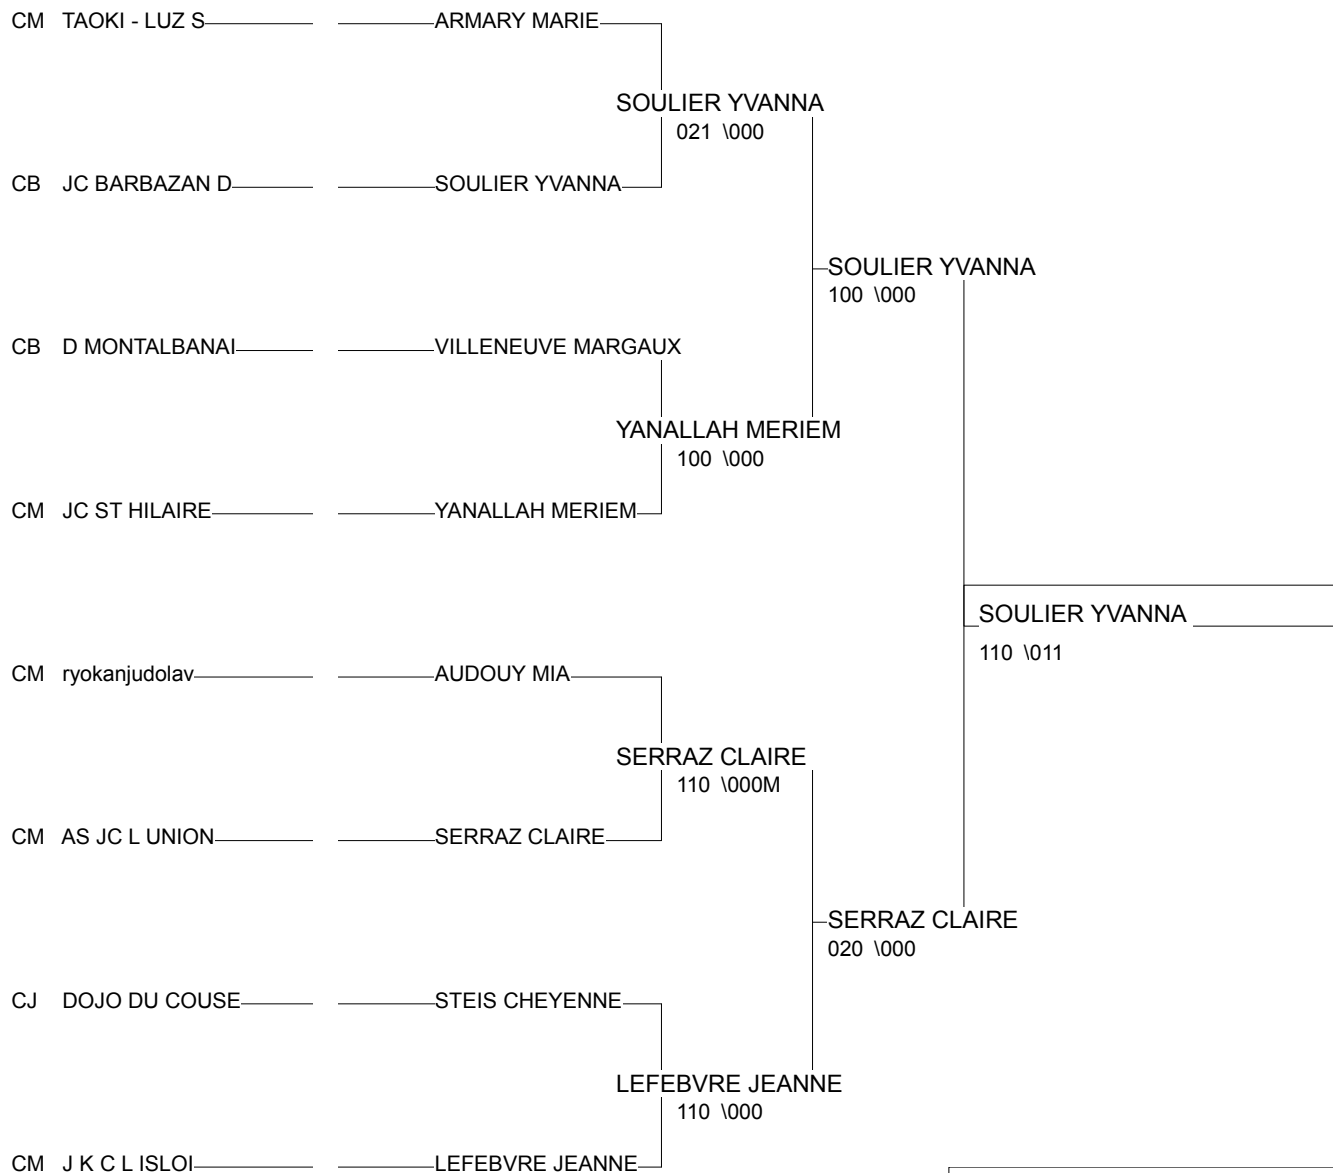 CM TAOKI - LUZ S ARMARY MARIE
SOULIER YVANNA
021 \000
CB JC BARBAZAN D SOULIER YVANNA
SOULIER YVANNA
100 \000
CB D MONTALBANAI VILLENEUVE MARGAUX
YANALLAH MERIEM
100 \000
CM JC ST HILAIRE YANALLAH MERIEM
SOULIER YVANNA
110 \011
CM ryokanjudolav AUDOUY MIA
SERRAZ CLAIRE
110 \000M
CM AS JC L UNION SERRAZ CLAIRE
SERRAZ CLAIRE
020 \000
CJ DOJO DU COUSE STEIS CHEYENNE
LEFEBVRE JEANNE
110 \000
CM J K C L ISLOI LEFEBVRE JEANNE